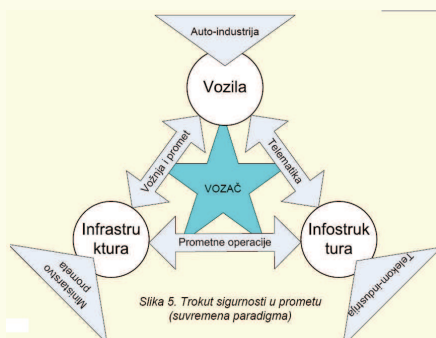 Auto-industrija
Vozila
Vožnja i promet
Telematika
VOZAČ
Infrastru
ktura
Prometne operacije
Infostruk
tura
Ministarstvo
prometa
Telekom-industrija
Slika 5. Trokut sigurnosti u prometu
(suvremena paradigma)